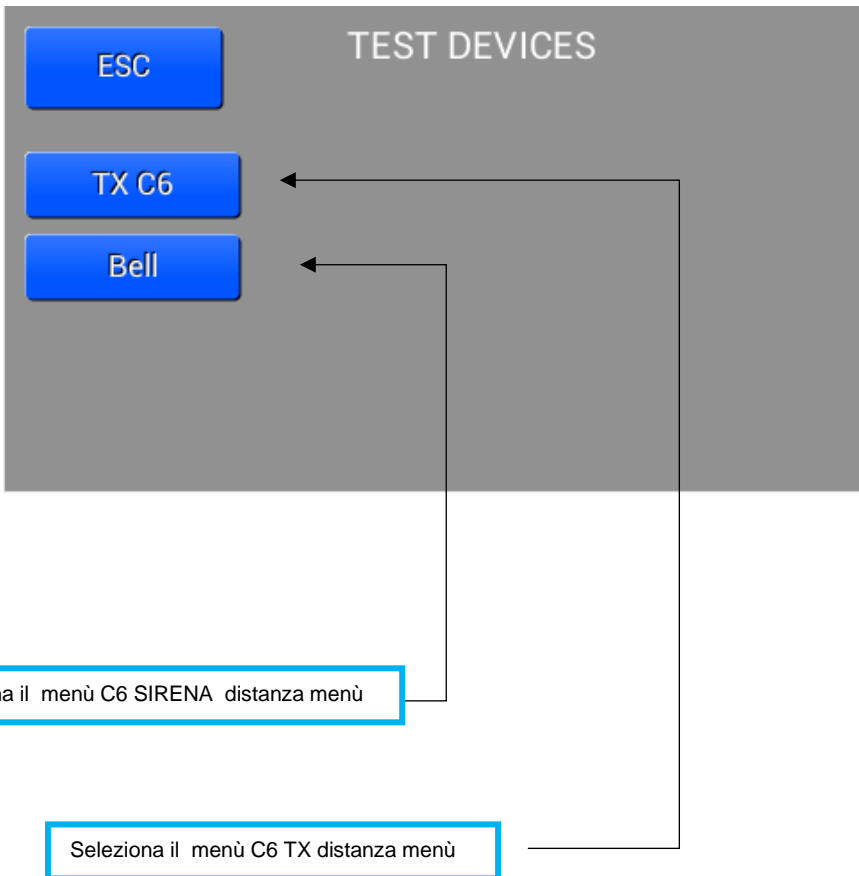 TEST DEVICES
ESC
TX C6
Bell
il menù C6 SIRENA distanza menù
Seleziona il menù C6 TX distanza menù